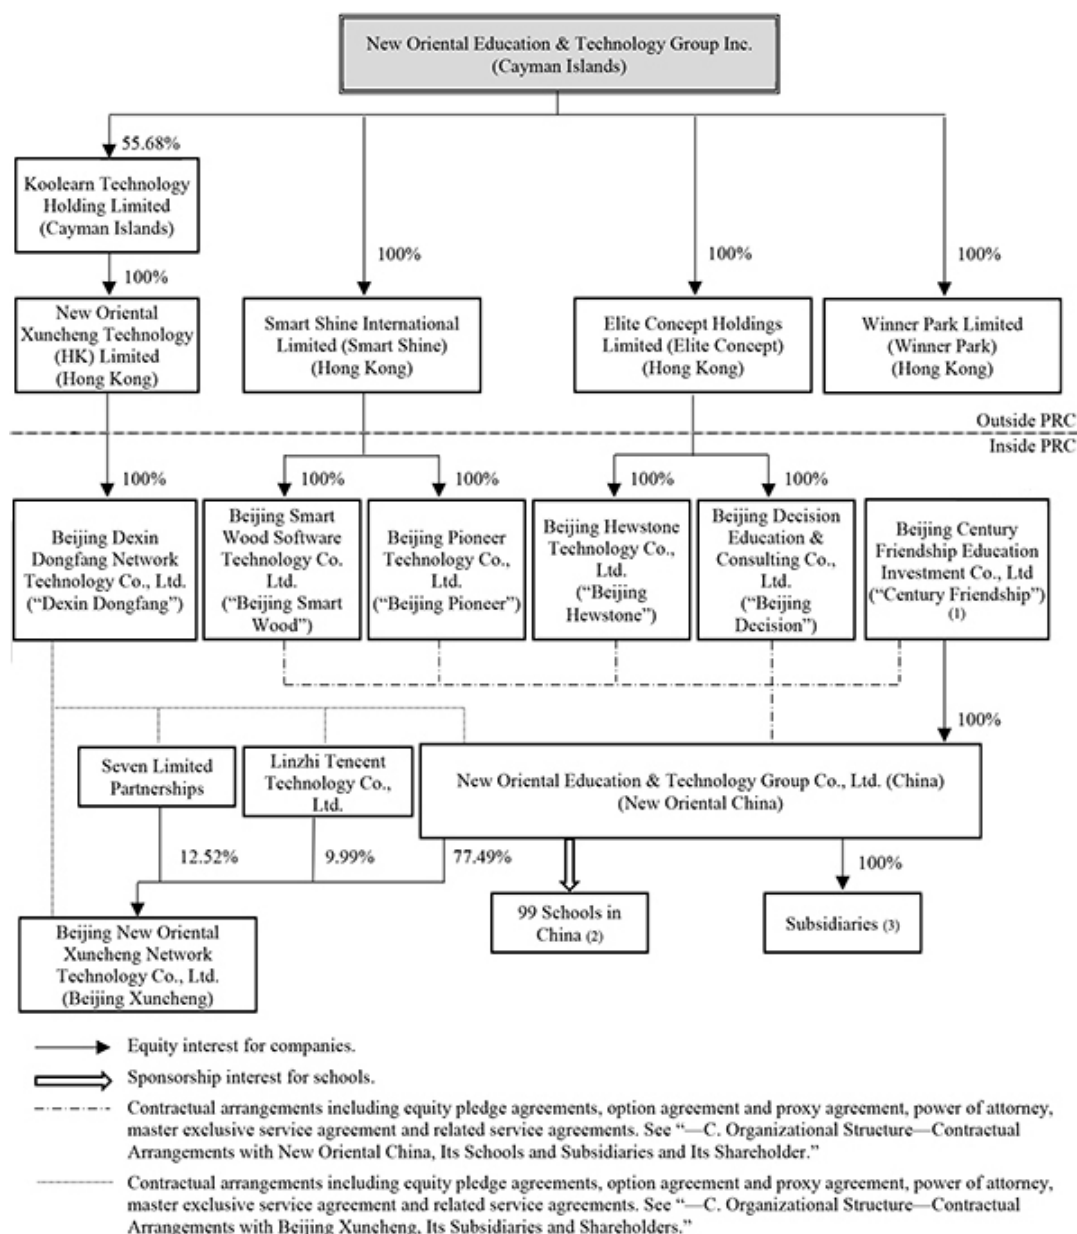 New Oriental Education & Technology Group Inc.
(Cayman Islands)
55.68%
Koolearn Technology
Holding Limited
(Cayman Islands)
100%
100%
100%
100%
New Oriental
Xuncheng Technology
(HK) Limited
(Hong Kong)
Smart Shine International
Limited (Smart Shine)
(Hong Kong)
Elite Concept Holdings
Limited (Elite Concept)
(Hong Kong)
Winner Park Limited
(Winner Park)
(Hong Kong)
Outside PRC
Inside PRC
100%
100%
100%
100%
100%
Beijing Dexin
Dongfang Network
Technology Co., Ltd.
(“Dexin Dongfang”)
Beijing Smart
Wood Software
Technology Co.
Ltd.
(“Beijing Smart
Wood”)
Beijing Pioneer
Technology Co.,
Ltd.
(“Beijing Pioneer”)
Beijing Hewstone
Technology Co.,
Ltd.
(“Beijing
Hewstone”)
Beijing Decision
Education &
Consulting Co.,
Ltd.
(“Beijing
Decision”)
Beijing Century
Friendship Education
Investment Co., Ltd
(“Century Friendship”)
(1)
100%
Seven Limited
Partnerships
Linzhi Tencent
Technology Co.,
Ltd.
New Oriental Education & Technology Group Co., Ltd. (China)
(New Oriental China)
12.52%
9.99%
77.49%
100%
Beijing New Oriental
Xuncheng Network
Technology Co., Ltd.
(Beijing Xuncheng)
99 Schools in
China (2)
Subsidiaries (3)
Equity interest for companies.
Sponsorship interest for schools.
Contractual arrangements including equity pledge agreements, option agreement and proxy agreement, power of attorney,
master exclusive service agreement and related service agreements. See “—C. Organizational Structure—Contractual
Arrangements with New Oriental China, Its Schools and Subsidiaries and Its Shareholder.”
Contractual arrangements including equity pledge agreements, option agreement and proxy agreement, power of attorney,
master exclusive service agreement and related service agreements. See “—C. Organizational Structure—Contractual
Arrangements with Beijing Xuncheng, Its Subsidiaries and Shareholders.”